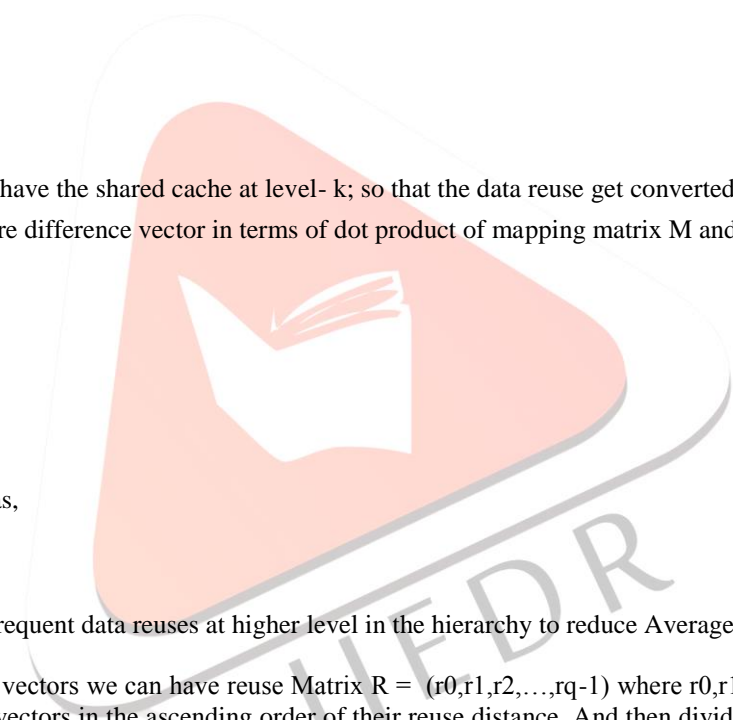 have the shared cache at level- k; so that the data reuse get converted
re difference vector in terms of dot product of mapping matrix M and
s,
requent data reuses at higher level in the hierarchy to reduce Average
vectors we can have reuse Matrix R = (r0,r1,r2,…,rq-1) where r0,r1
vectors in the ascending order of their reuse distance. And then divid
IJEDR